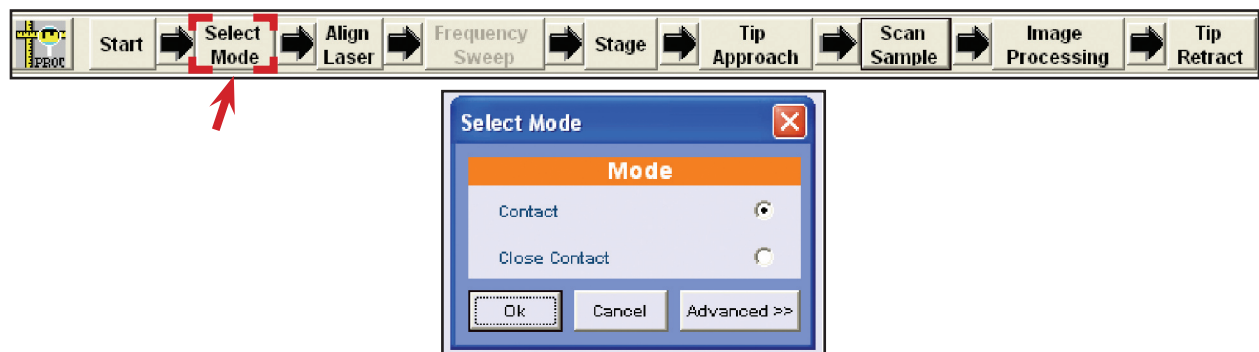 PROC
Start
Select
Mode
Align
Laser
Frequency
Sweep
Stage
Tip
Approach
Scan
Sample
Image
Processing
Tip
Retract
Select Mode
Mode
Contact
Close Contact
Ok Cancel Advanced >>